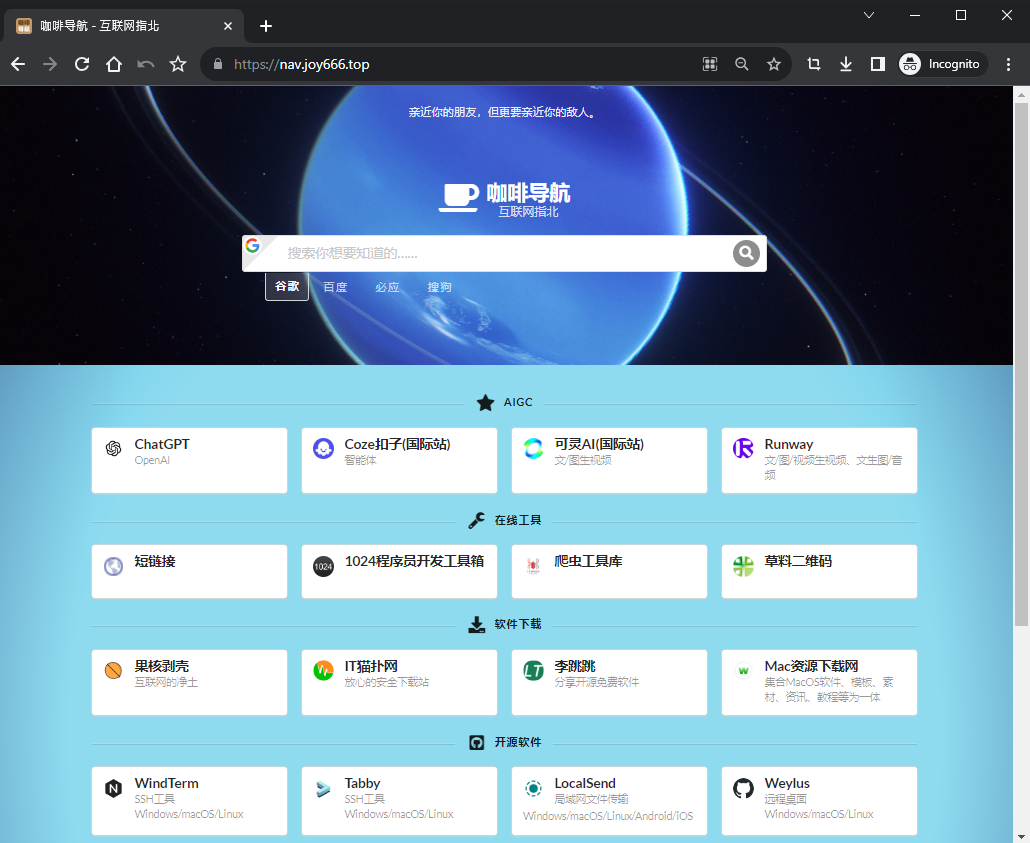 咖啡导航 - 互联网指北
https://nav.joy666.top
Incognito
亲近你的朋友，但更要亲近你的敌人。
咖啡导航
互联网指北
搜索你想要知道的……
谷歌 百度 必应 搜狗
AIGC
ChatGPT
OpenAI
Coze扣子(国际站)
智能体
可灵AI(国际站)
文/图生视频
Runway
文/图/视频生视频、文生图/音
频
在线工具
短链接
1024
1024程序员开发工具箱
爬虫工具库
草料二维码
软件下载
果核剥壳
互联网的净土
IT猫扑网
放心的安全下载站
LT
李跳跳
分享开源免费软件
W
Mac资源下载网
集合MacOS软件、模板、素
材、资讯、教程等为一体
开源软件
N
WindTerm
SSH工具
Windows/macOS/Linux
Tabby
SSH工具
Windows/macOS/Linux
LocalSend
局域网文件传输
Windows/macOS/Linux/Android/iOS
Weylus
远程桌面
Windows/macOS/Linux